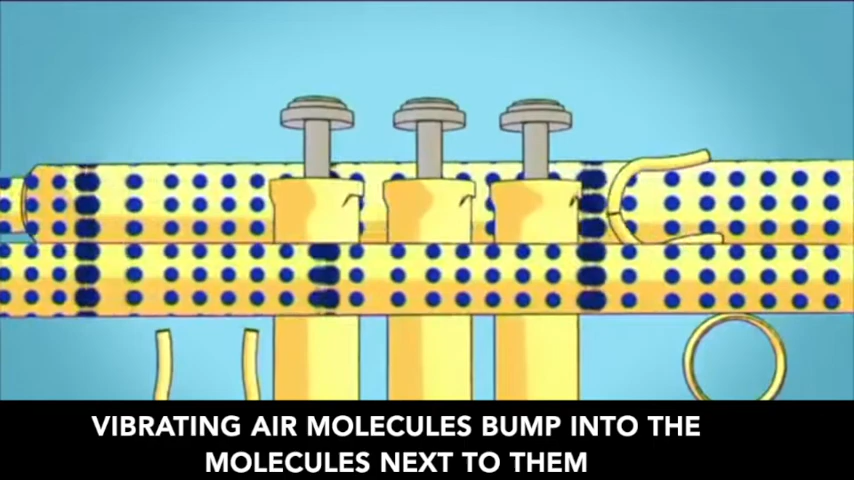 VIBRATING AIR MOLECULES BUMP INTO THE
MOLECULES NEXT TO THEM